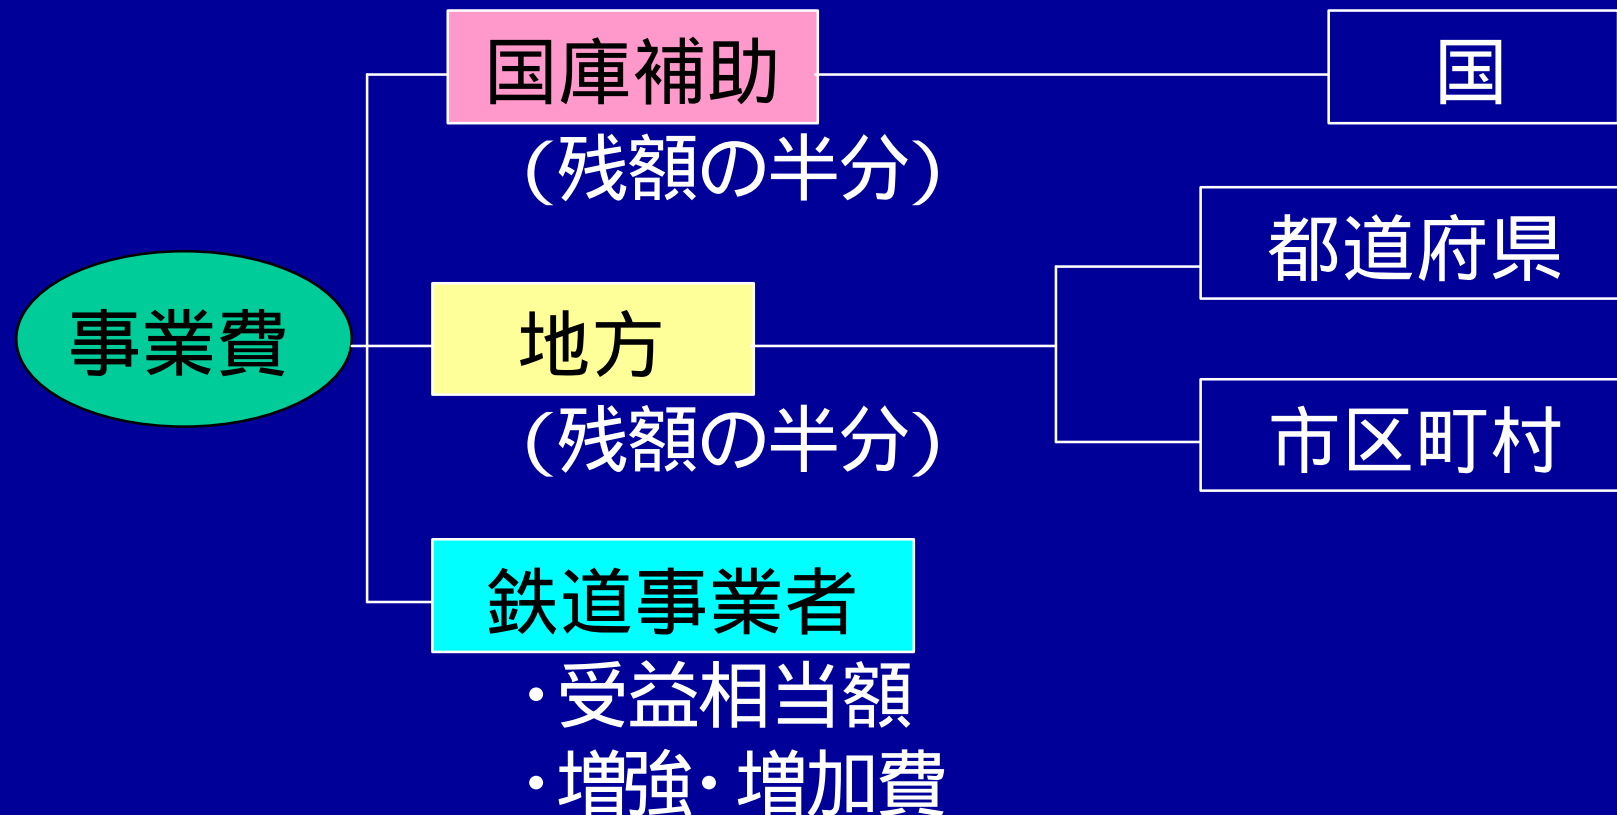 国庫補助
国
（残額の半分）
都道府県
事業費
地方
（残額の半分）
市区町村
鉄道事業者
・受益相当額
・増強・増加費